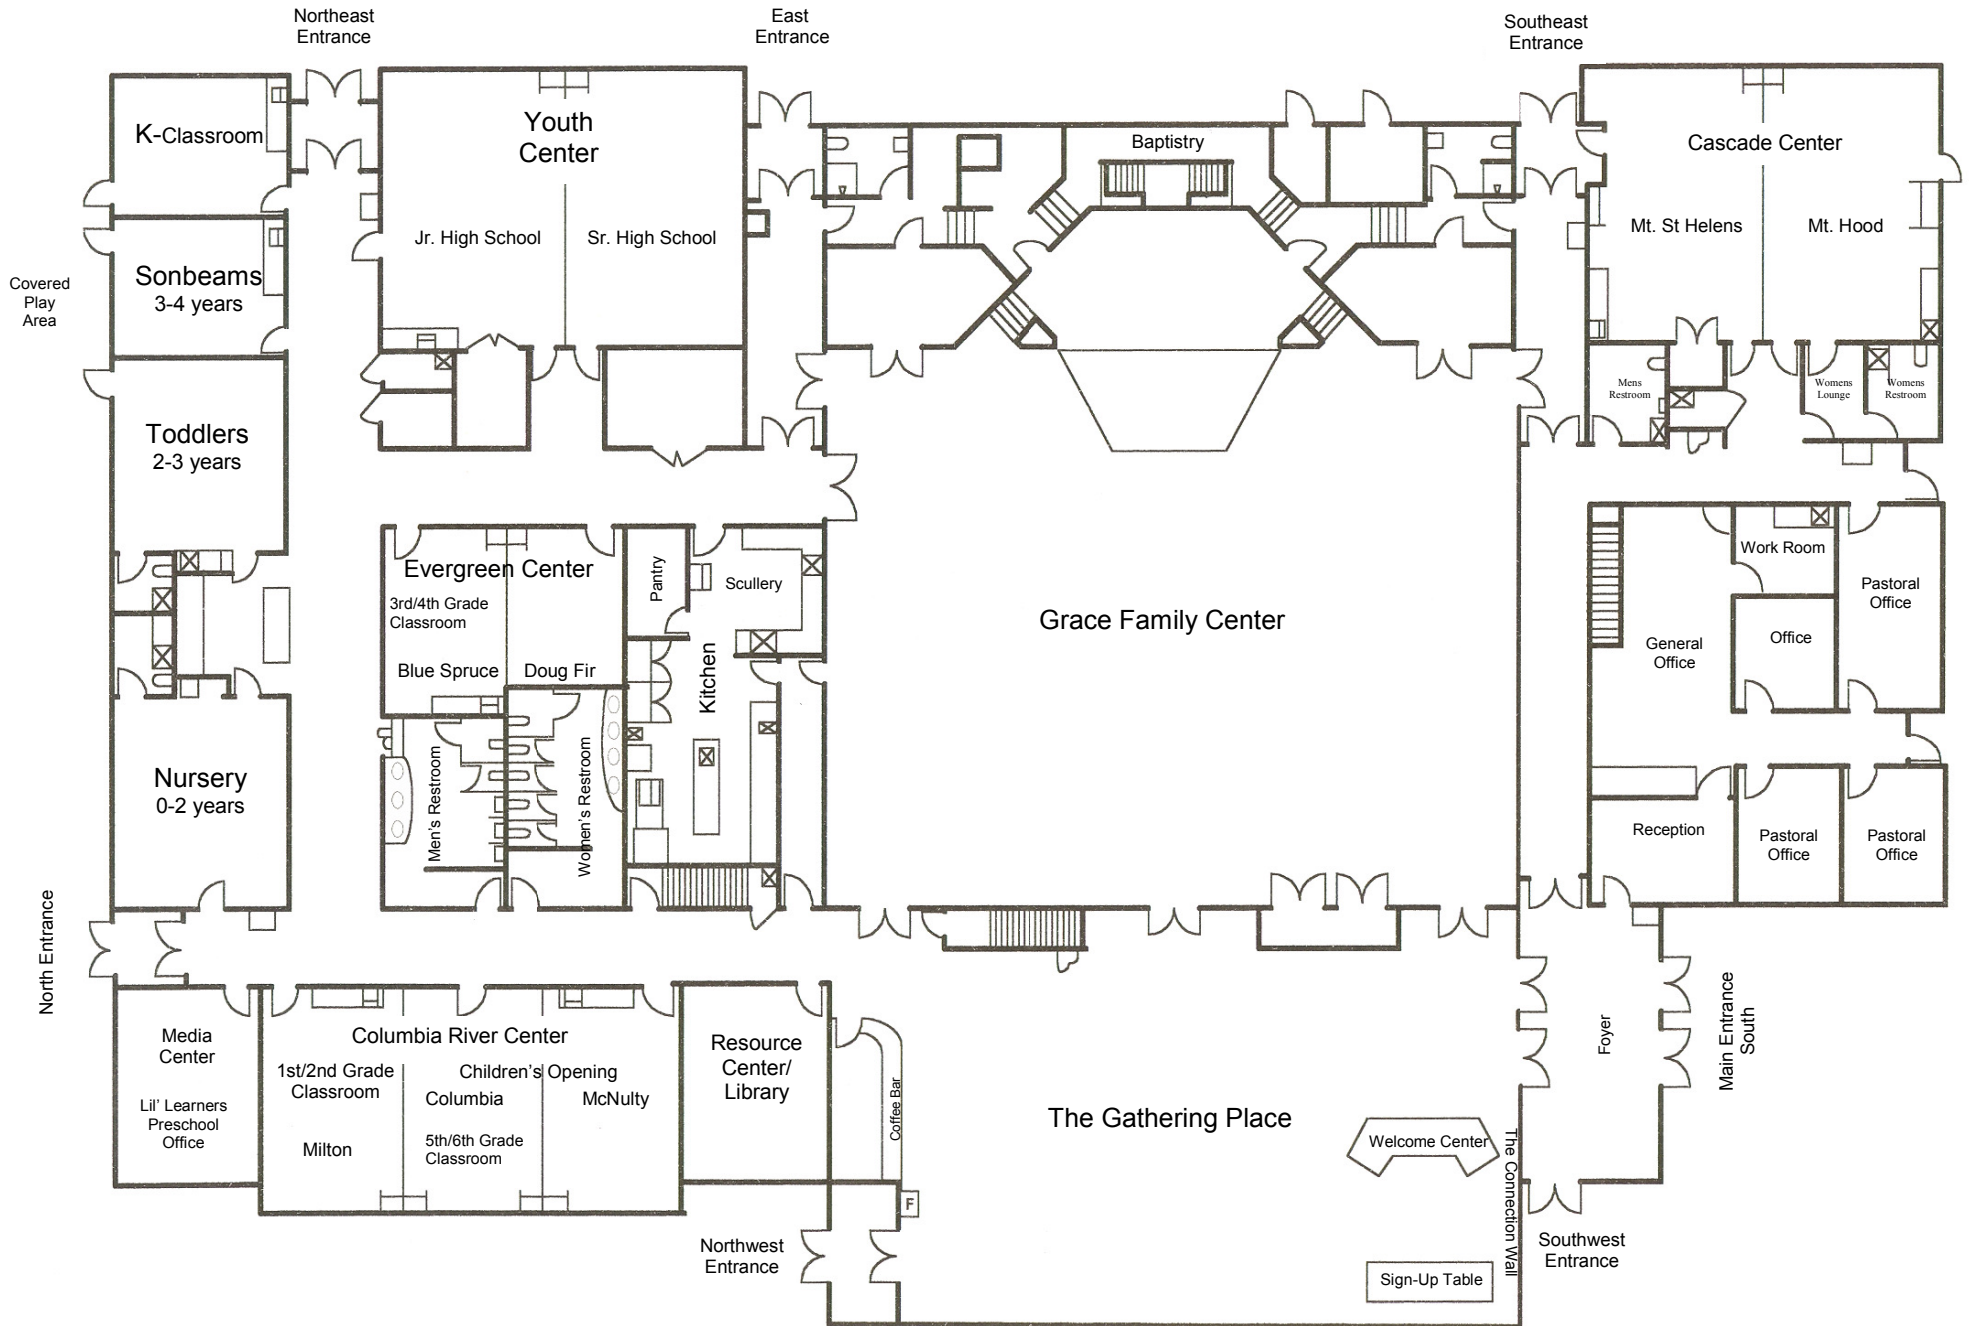 Northeast
Entrance
East
Entrance
Southeast
Entrance
K-Classroom
Youth
Center
Baptistry
Cascade Center
Jr. High School
Sr. High School
Mt. St Helens
Mt. Hood
Covered
Play
Area
Sonbeams
3-4 years
Mens
Restroom
Womens
Lounge
Womens
Restroom
Toddlers
2-3 years
Evergreen Center
3rd/4th Grade
Classroom
Blue Spruce
Doug Fir
Pantry
Scullery
Kitchen
Grace Family Center
Work Room
Pastoral
Office
Office
General
Office
Nursery
0-2 years
Men's Restroom
Women's Restroom
Reception
Pastoral
Office
Pastoral
Office
North Entrance
Media
Center
Lil' Learners
Preschool
Office
Columbia River Center
1st/2nd Grade
Classroom
Milton
Children's Opening
Columbia
5th/6th Grade
Classroom
McNulty
Resource
Center/
Library
Coffee Bar
The Gathering Place
Welcome Center
The Connection Wall
Foyer
Main Entrance
South
F
Northwest
Entrance
Sign-Up Table
Southwest
Entrance